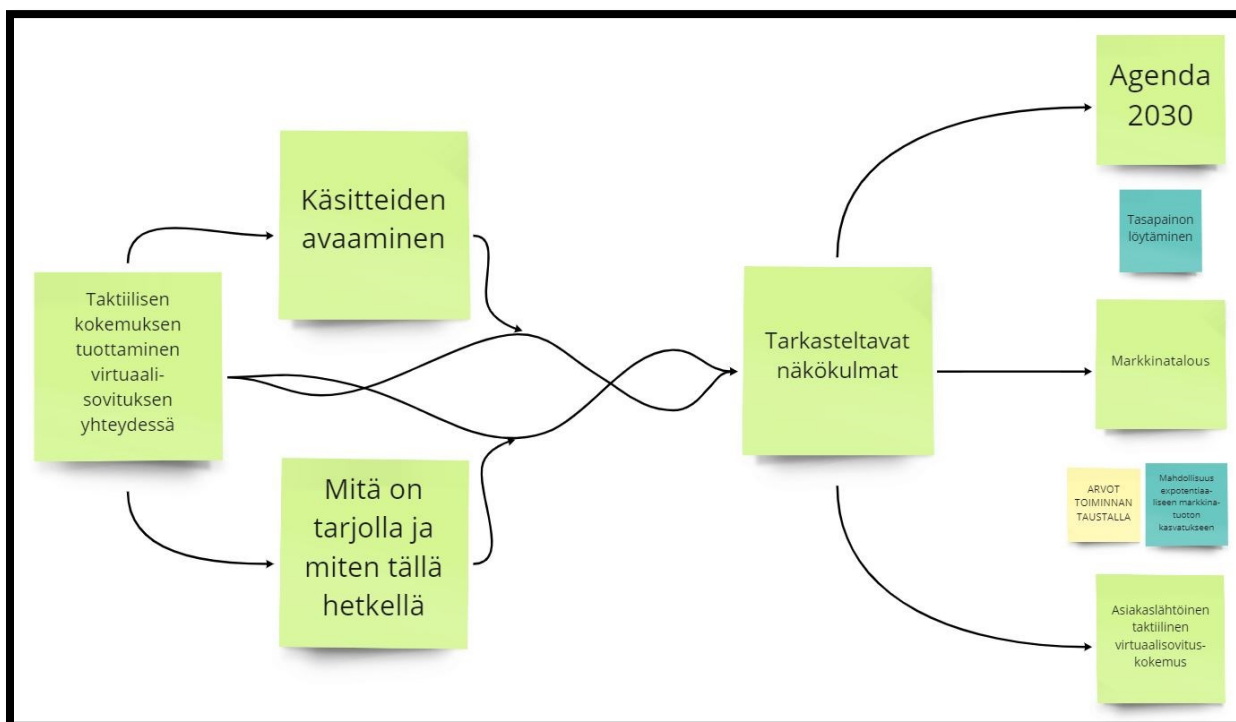 Taktiilisen
kokemuksen
tuottaminen
virtuaali-
sovituksen
yhteydessä
Käsitteiden
avaaminen
Mitä on
tarjolla ja
miten tällä
hetkellä
Tarkasteltavat
näkökulmat
Agenda
2030
Tasapainon
löytäminen
Markkinatalous
ARVOT
TOIMINNAN
TAUSTALLA
Mahdollisuus
expotentiaa-
liseen markkina-
tuoton
kasvatukseen
Asiakaslähtöinen
taktiilinen
virtuaalisovitus-
kokemus